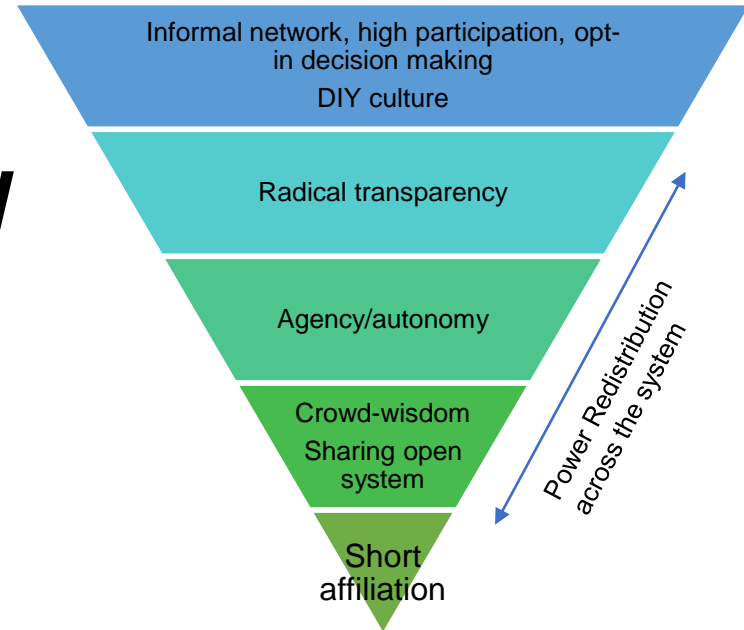 Informal network, high participation, opt-
in decision making
DIY culture
Radical transparency
Agency/autonomy
Crowd-wisdom
Sharing open
system
Short
affiliation
Power Redistribution
across the system